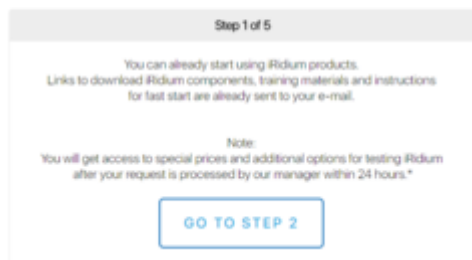 Step 1 of 5
You can already start using iRidium products.
Links to download iRidium components, training materials and instructions
for fast start are already sent to your e-mail.
Note:
You will get access to special prices and additional options for testing iRidium
after your request is processed by our manager within 24 hours.*
GO TO STEP 2